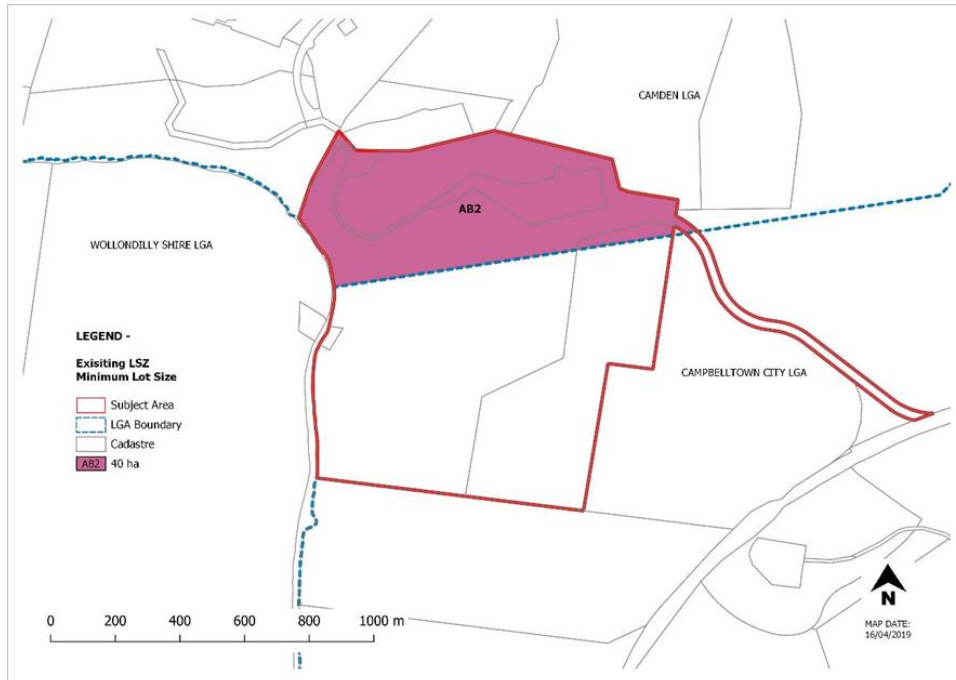 CAMDEN LGA
AB2
WOLLONDILLY SHIRE LGA
LEGEND -
Exisiting LSZ
Minimum Lot Size
Subject Area
LGA Boundary
Cadastre
AB2 40 ha
CAMPBELLTOWN CITY LGA
0 200 400 600 800 1000 m
N
MAP DATE:
16/04/2019